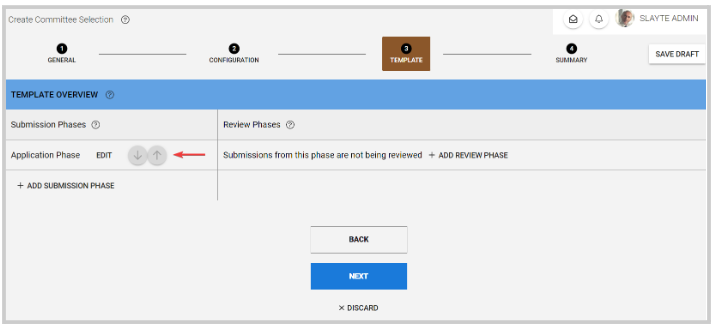 Create Committee Selection ?
SLAYTE ADMIN
1 2 3 4
GENERAL CONFIGURATION TEMPLATE SUMMARY
SAVE DRAFT
TEMPLATE OVERVIEW ?
Submission Phases ? Review Phases ?
Application Phase EDIT Submissions from this phase are not being reviewed + ADD REVIEW PHASE
+ ADD SUBMISSION PHASE
BACK
NEXT
× DISCARD